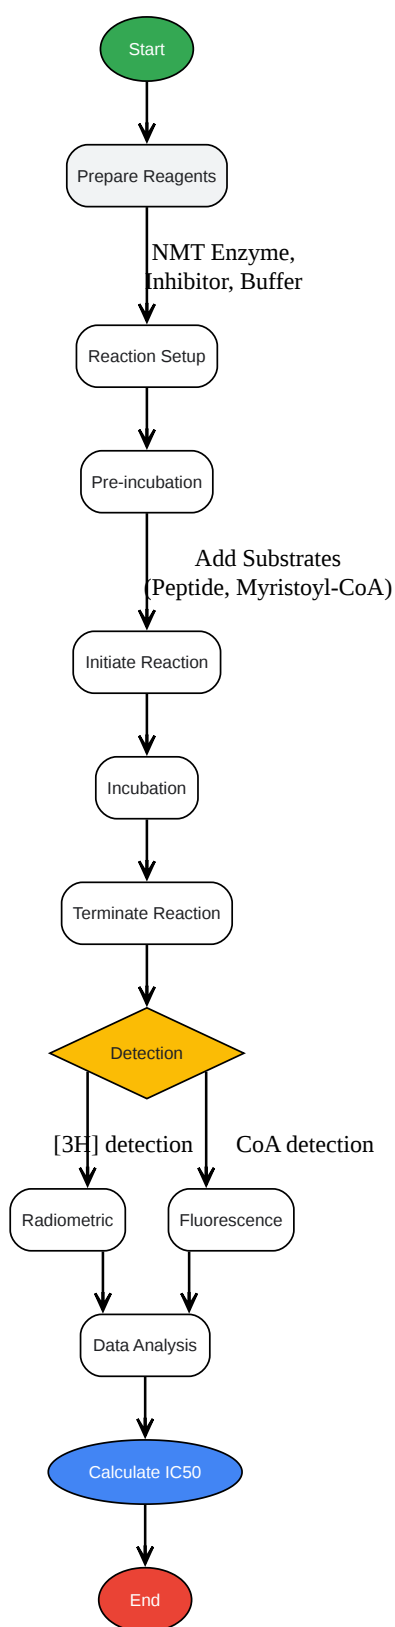 Start
Prepare Reagents
NMT Enzyme,
Inhibitor, Buffer
Reaction Setup
Pre-incubation
Add Substrates
(Peptide, Myristoyl-CoA)
Initiate Reaction
Incubation
Terminate Reaction
Detection
[3H] detection
CoA detection
Radiometric
Fluorescence
Data Analysis
Calculate IC50
End